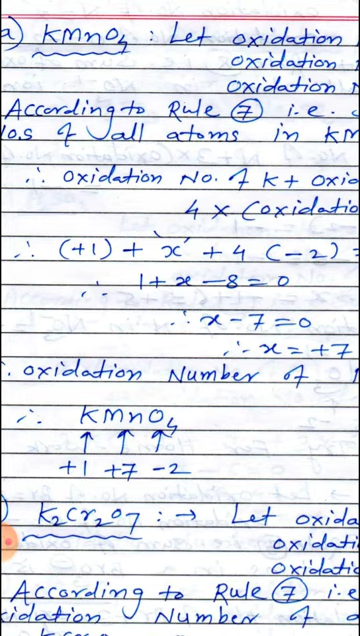 a) KMnO4 : Let oxidation
oxidation
oxidation
According to Rule ⑦ i.e.
of all atoms in KM
∴ oxidation No. of K + oxid
4 x (oxidatio
∴ (+1) + 'x' + 4 (-2) =
∴ 1 + x - 8 = 0
∴ x - 7 = 0
∴ x = +7
∴ oxidation Number of
∴ KMnO4
↑ ↑ ↑
+1 +7 -2
) K2Cr2O7 : → Let oxida
oxidati
oxidatio
According to Rule ⑦ i.e
xidation Number of a